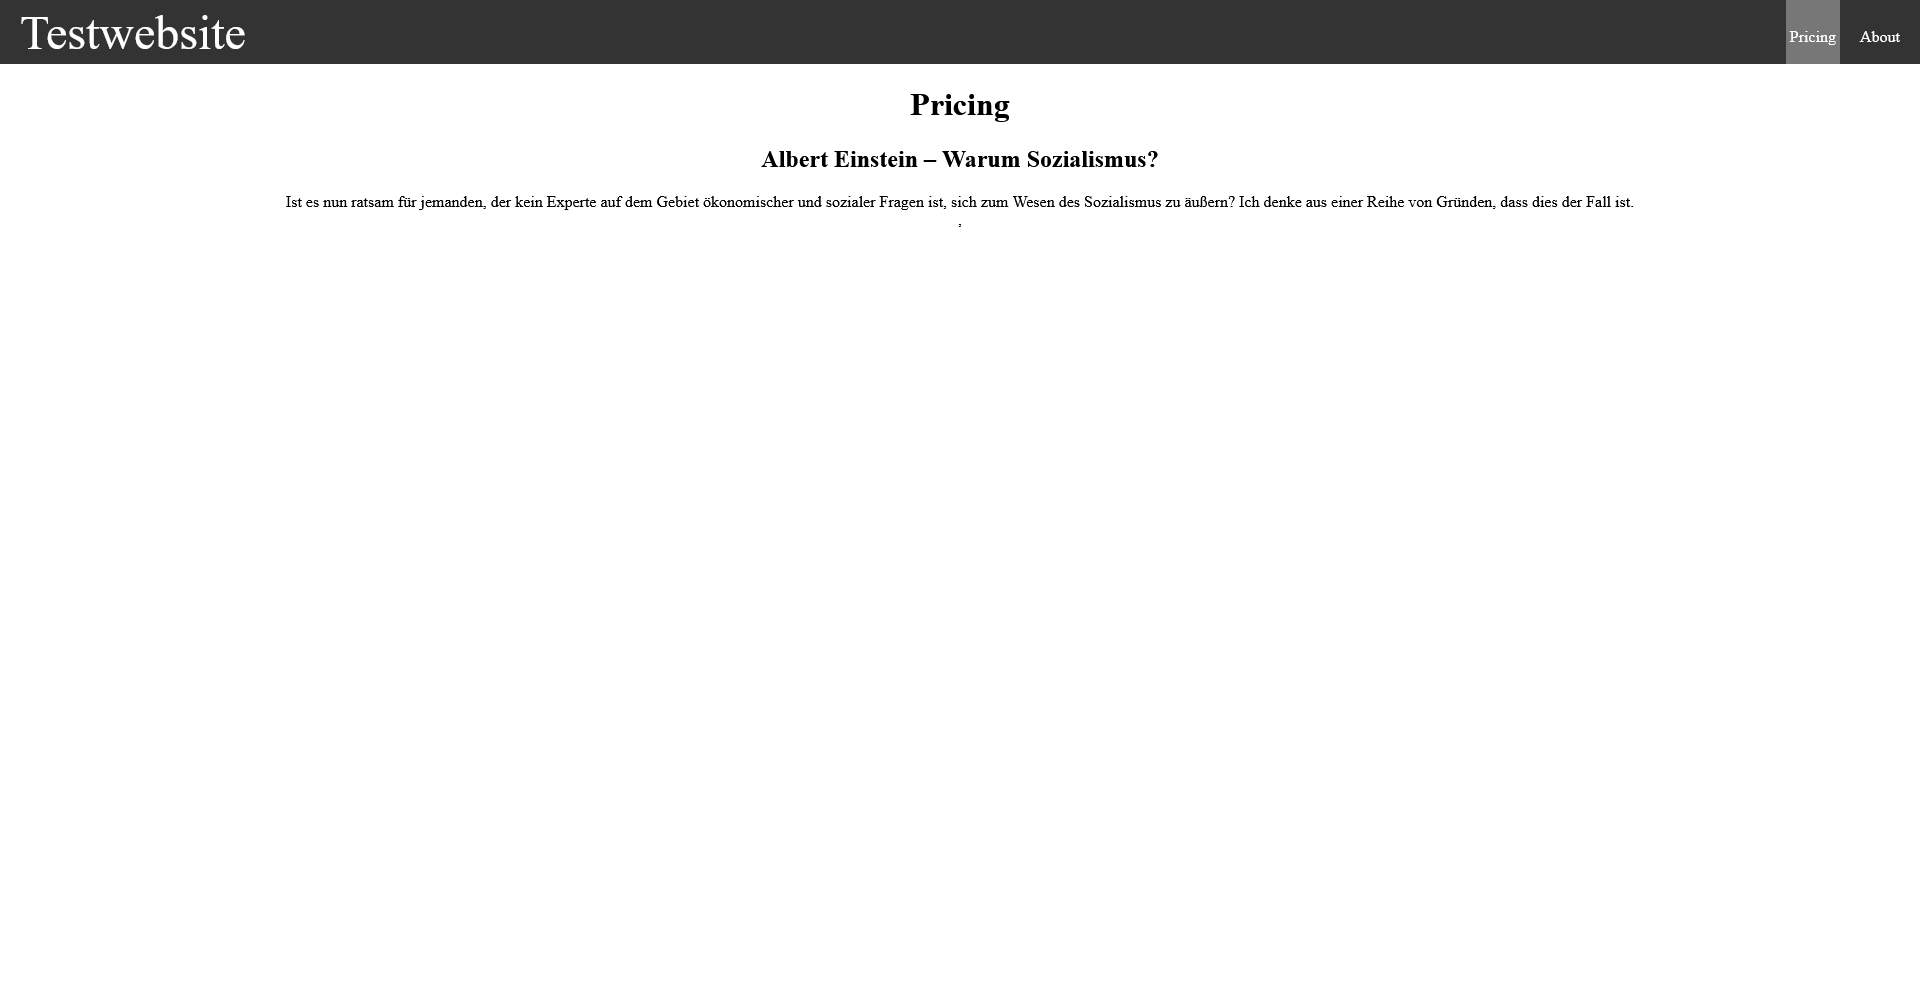 Testwebsite
Pricing
About
Pricing
Albert Einstein – Warum Sozialismus?
Ist es nun ratsam für jemanden, der kein Experte auf dem Gebiet ökonomischer und sozialer Fragen ist, sich zum Wesen des Sozialismus zu äußern? Ich denke aus einer Reihe von Gründen, dass dies der Fall ist.
,